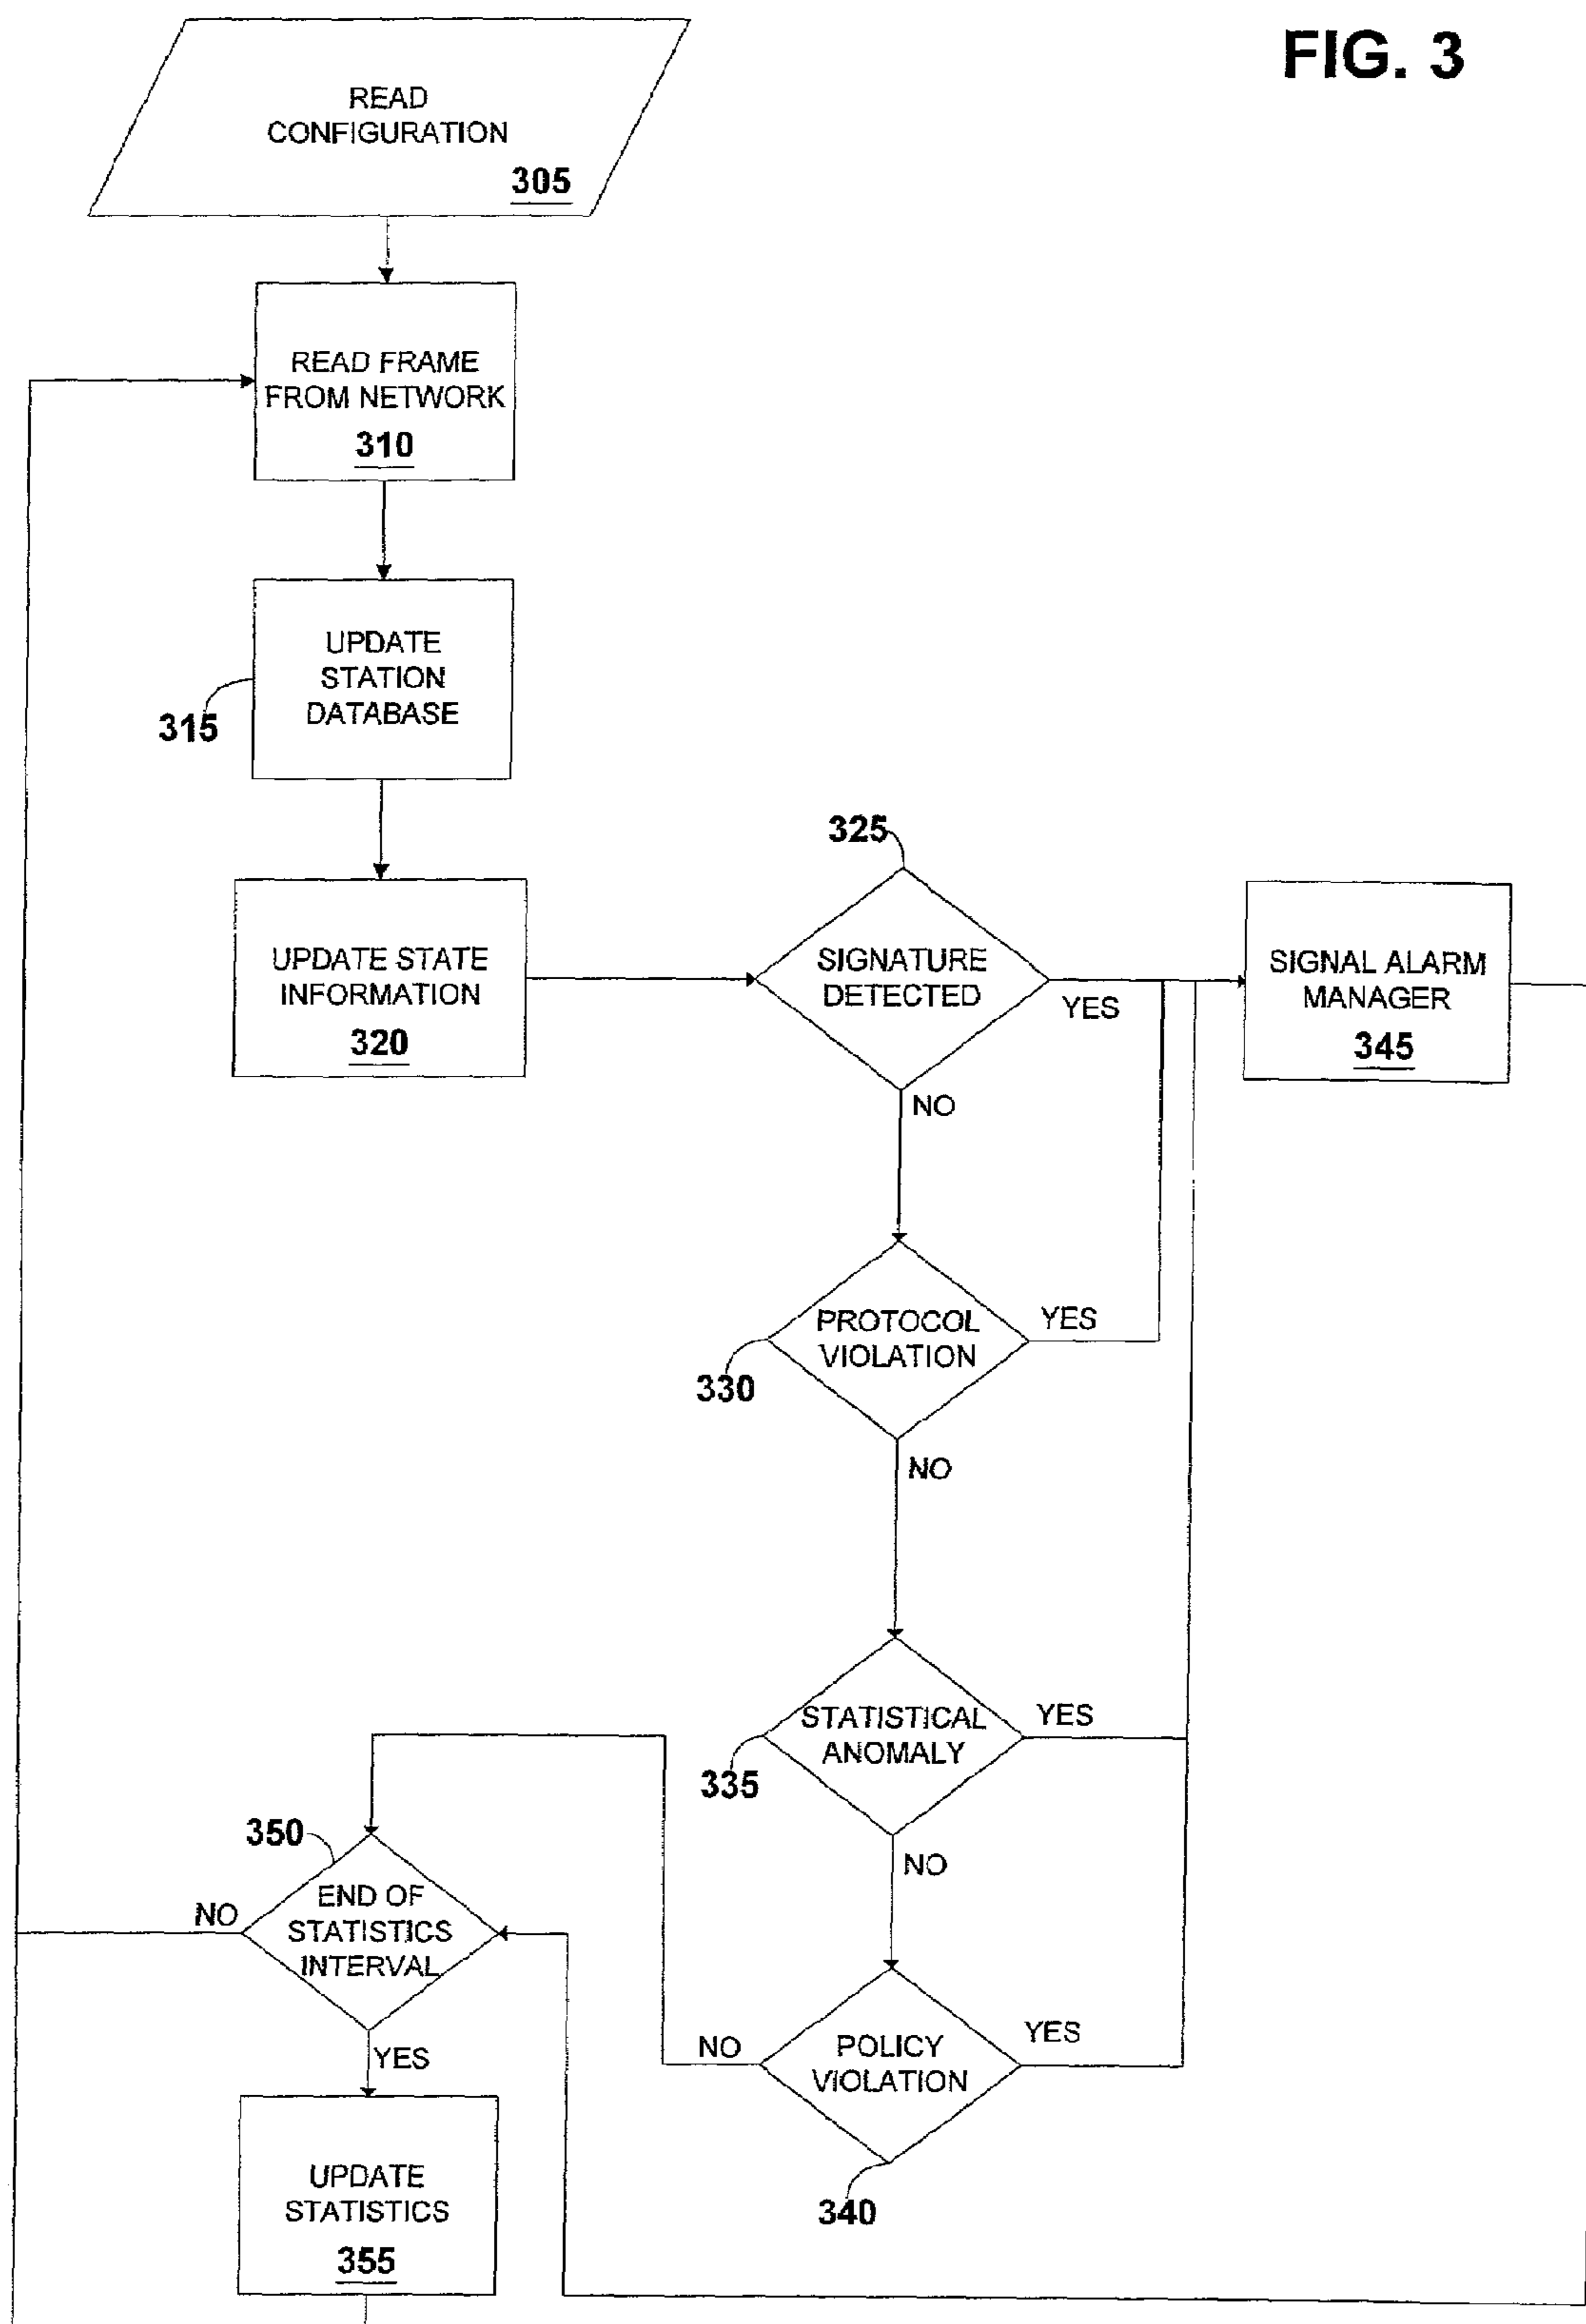 FIG. 3
READ
CONFIGURATION
305
READ FRAME
FROM NETWORK
310
UPDATE
STATION
DATABASE
315
UPDATE STATE
INFORMATION
320
325
SIGNATURE
DETECTED
YES
NO
SIGNAL ALARM
MANAGER
345
PROTOCOL
VIOLATION
YES
330
NO
STATISTICAL
ANOMALY
YES
335
NO
350
END OF
STATISTICS
INTERVAL
NO
YES
POLICY
VIOLATION
NO
YES
340
UPDATE
STATISTICS
355